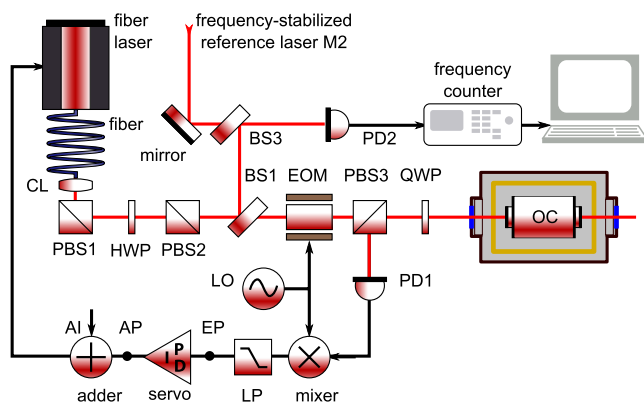 fiber
laser
frequency-stabilized
reference laser M2
frequency
counter
fiber
mirror
BS3
PD2
CL
BS1
EOM
PBS3
QWP
OC
PBS1
HWP
PBS2
LO
PD1
AI
AP
EP
I
P
D
adder
servo
LP
mixer